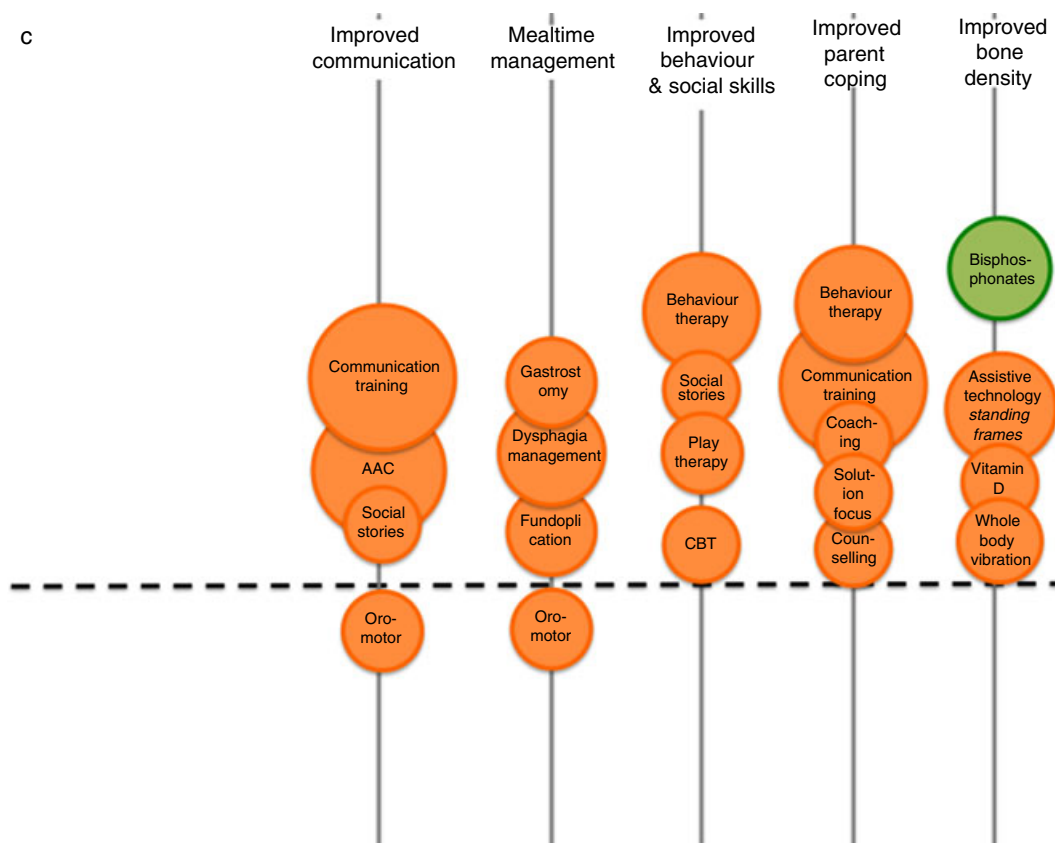 c
Improved
communication
Mealtime
management
Improved
behaviour
& social skills
Improved
parent
coping
Improved
bone
density
Communication
training
AAC
Social
stories
Oro-
motor
Gastrost
omy
Dysphagia
management
Fundopli
cation
Oro-
motor
Behaviour
therapy
Social
stories
Play
therapy
CBT
Behaviour
therapy
Communication
training
Coach-
ing
Solut-
ion
focus
Coun-
selling
Bisphos-
phonates
Assistive
technology
standing
frames
Vitamin
D
Whole
body
vibration